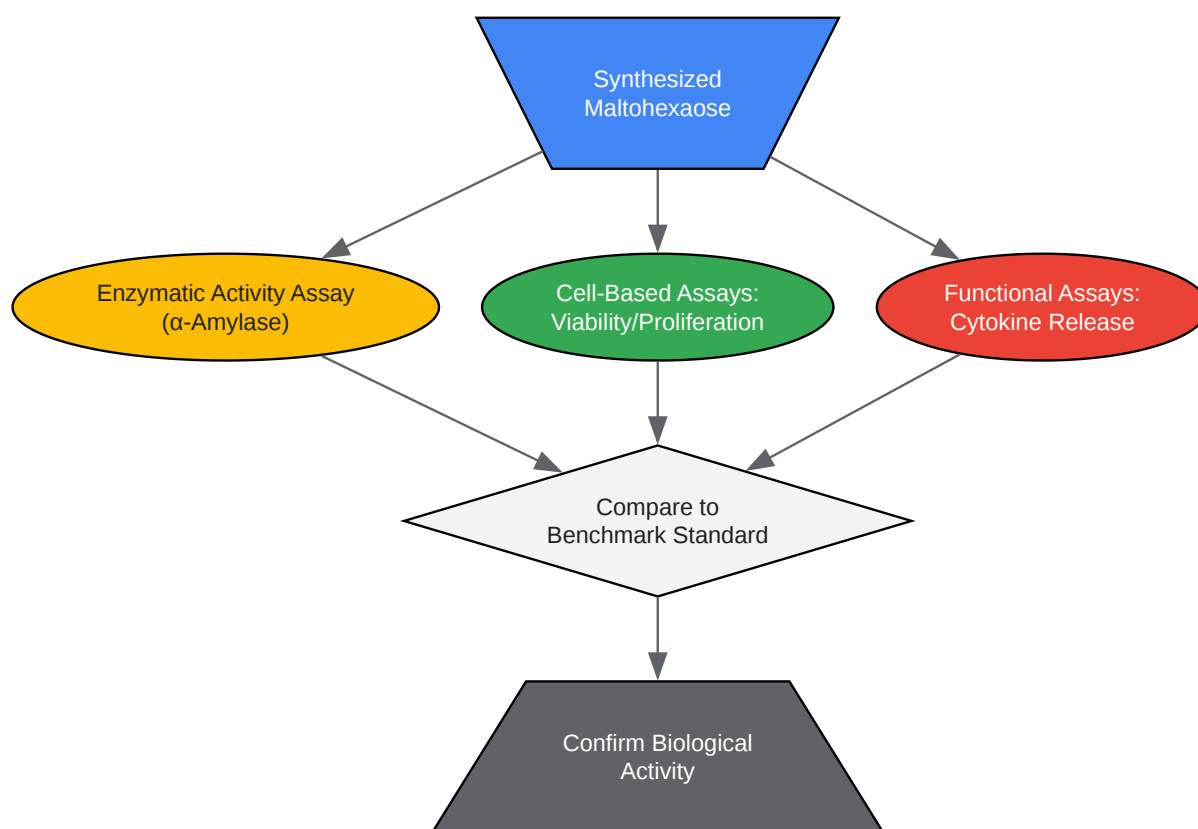 Synthesized
Maltohexaose
Enzymatic Activity Assay
(α-Amylase)
Cell-Based Assays:
Viability/Proliferation
Functional Assays:
Cytokine Release
Compare to
Benchmark Standard
Confirm Biological
Activity